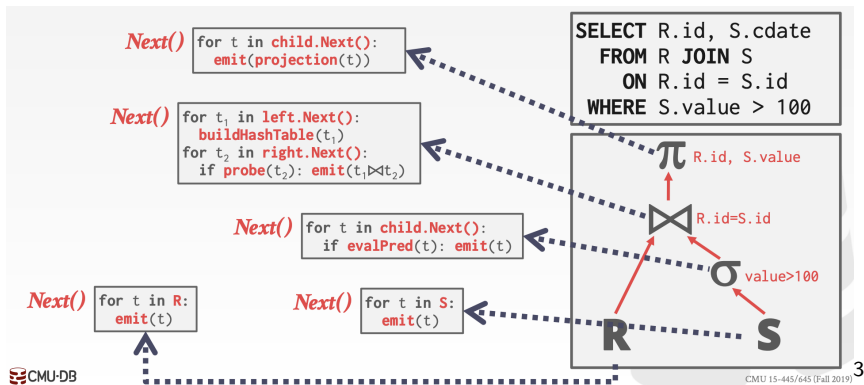 Next()
for t in child.Next():
emit(projection(t))
Next()
for t₁ in left.Next():
buildHashTable(t₁)
for t₂ in right.Next():
if probe(t₂): emit(t₁⨝t₂)
Next()
for t in child.Next():
if evalPred(t): emit(t)
Next()
for t in R:
emit(t)
Next()
for t in S:
emit(t)
SELECT R.id, S.cdate
FROM R JOIN S
ON R.id = S.id
WHERE S.value > 100
π R.id, S.value
⨝ R.id=S.id
σ value>100
R S
CMU·DB
CMU 15-445/645 (Fall 2019)
3